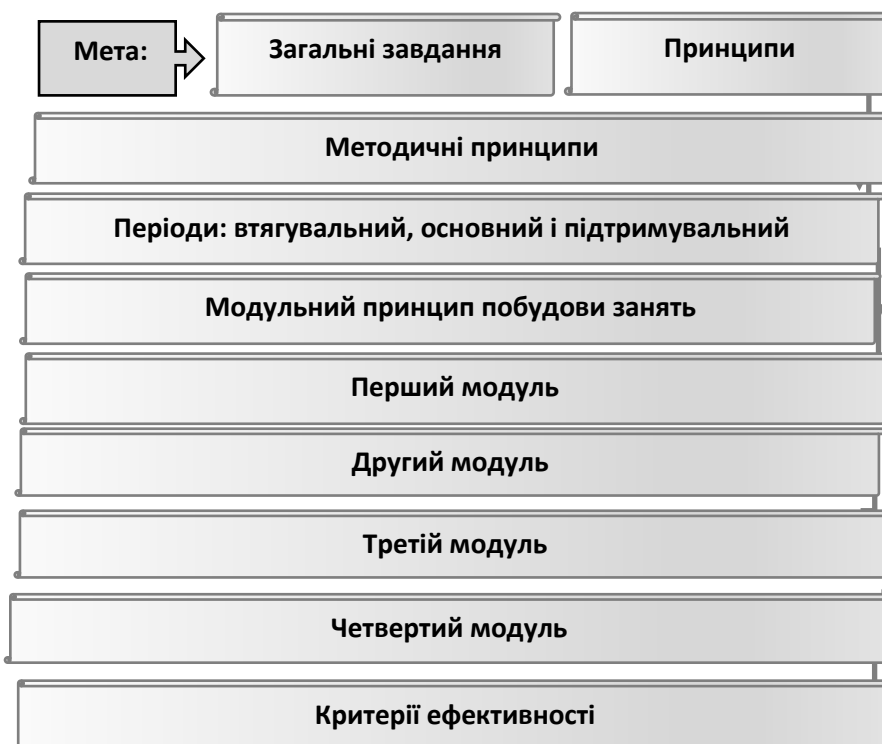 Мета:
Загальні завдання
Принципи
Методичні принципи
Періоди: втягувальний, основний і підтримувальний
Модульний принцип побудови занять
Перший модуль
Другий модуль
Третій модуль
Четвертий модуль
Критерії ефективності